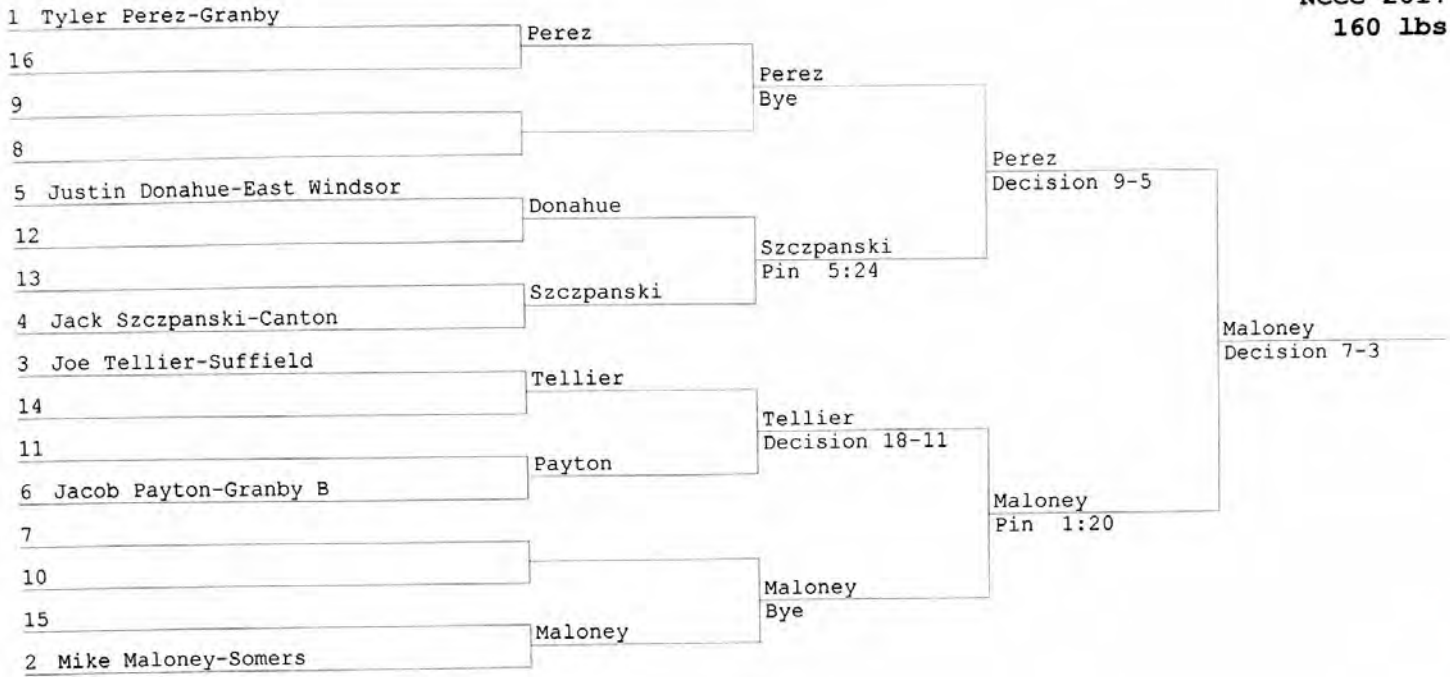 160 lbs
1 Tyler Perez-Granby
Perez
16
Perez
Bye
9
8
Perez
Decision 9-5
5 Justin Donahue-East Windsor
Donahue
12
Szczpanski
Pin 5:24
13
Szczpanski
4 Jack Szczpanski-Canton
Maloney
Decision 7-3
3 Joe Tellier-Suffield
Tellier
14
Tellier
Decision 18-11
11
Payton
6 Jacob Payton-Granby B
Maloney
Pin 1:20
7
10
Maloney
Bye
15
Maloney
2 Mike Maloney-Somers